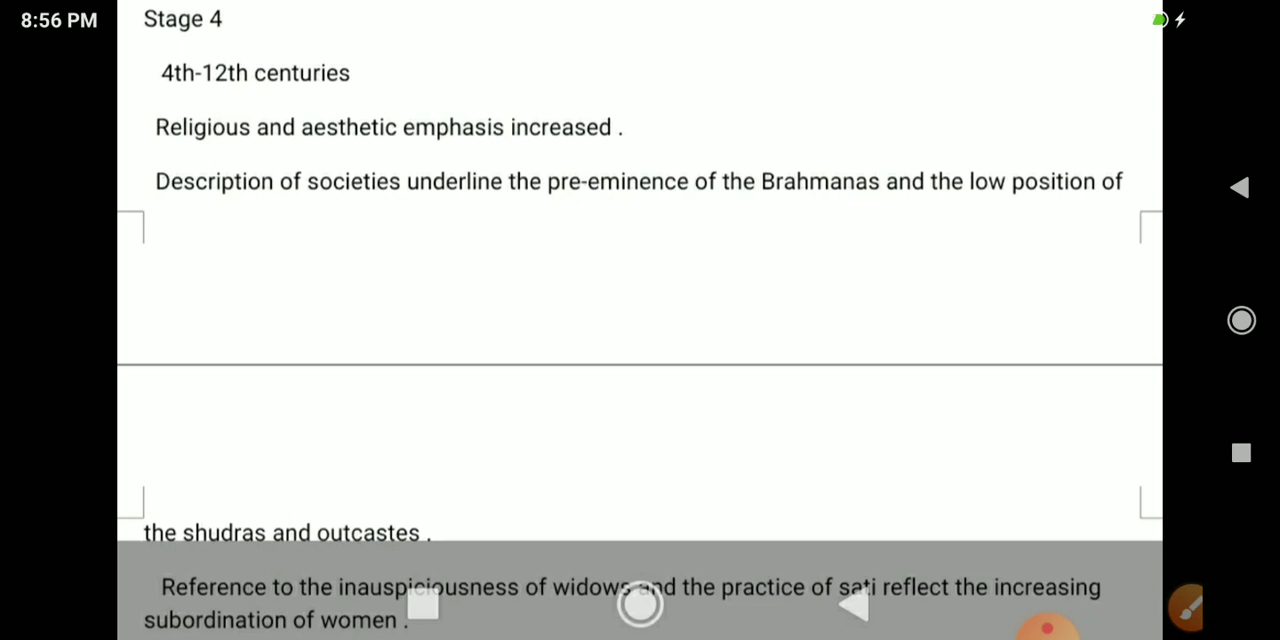 8:56 PM
Stage 4
4th-12th centuries
Religious and aesthetic emphasis increased .
Description of societies underline the pre-eminence of the Brahmanas and the low position of
the shudras and outcastes .
Reference to the inauspiciousness of widows and the practice of sati reflect the increasing
subordination of women .